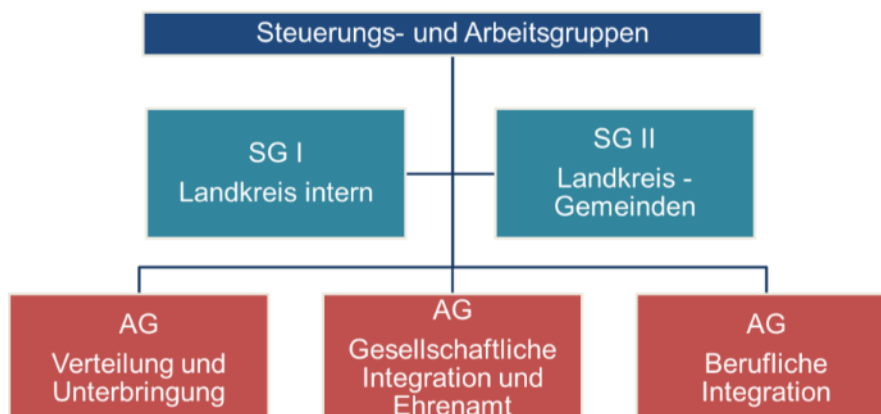 Steuerungs- und Arbeitsgruppen
SG I
Landkreis intern
SG II
Landkreis -
Gemeinden
AG
Verteilung und
Unterbringung
AG
Gesellschaftliche
Integration und
Ehrenamt
AG
Berufliche
Integration